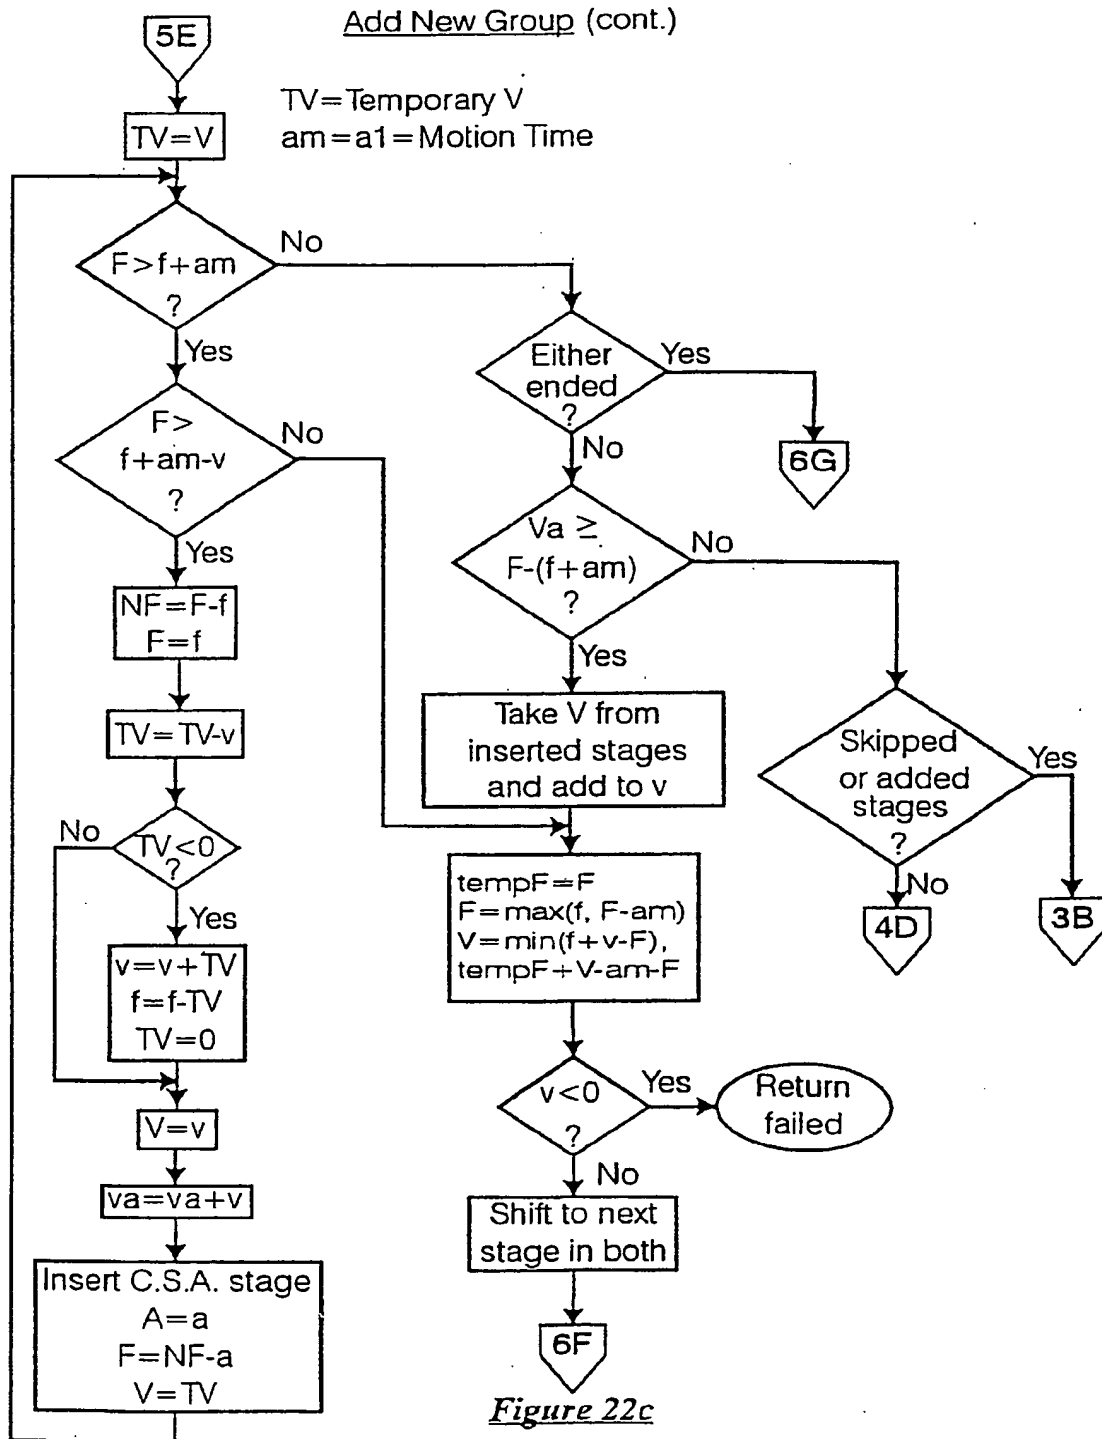 Add New Group (cont.)
5E
TV=Temporary V
am=a1=Motion Time
TV=V
F>f+am
?
No
Yes
Either
ended
?
Yes
No
6G
F>
f+am-v
?
No
Yes
Va ≥
F-(f+am)
?
No
Yes
NF=F-f
F=f
TV=TV-v
Take V from
inserted stages
and add to v
Skipped
or added
stages
?
Yes
No
4D
3B
TV<0
?
No
Yes
tempF=F
F=max(f, F-am)
V=min(f+v-F),
tempF+V-am-F
v=v+TV
f=f-TV
TV=0
v<0
?
Yes
Return
failed
No
V=v
va=va+v
Shift to next
stage in both
Insert C.S.A. stage
A=a
F=NF-a
V=TV
6F
Figure 22c